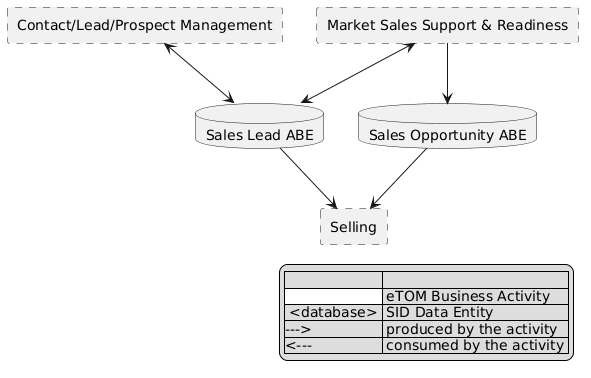 Contact/Lead/Prospect Management
Market Sales Support & Readiness
Sales Lead ABE
Sales Opportunity ABE
Selling
eTOM Business Activity
<database> SID Data Entity
---> produced by the activity
<--- consumed by the activity